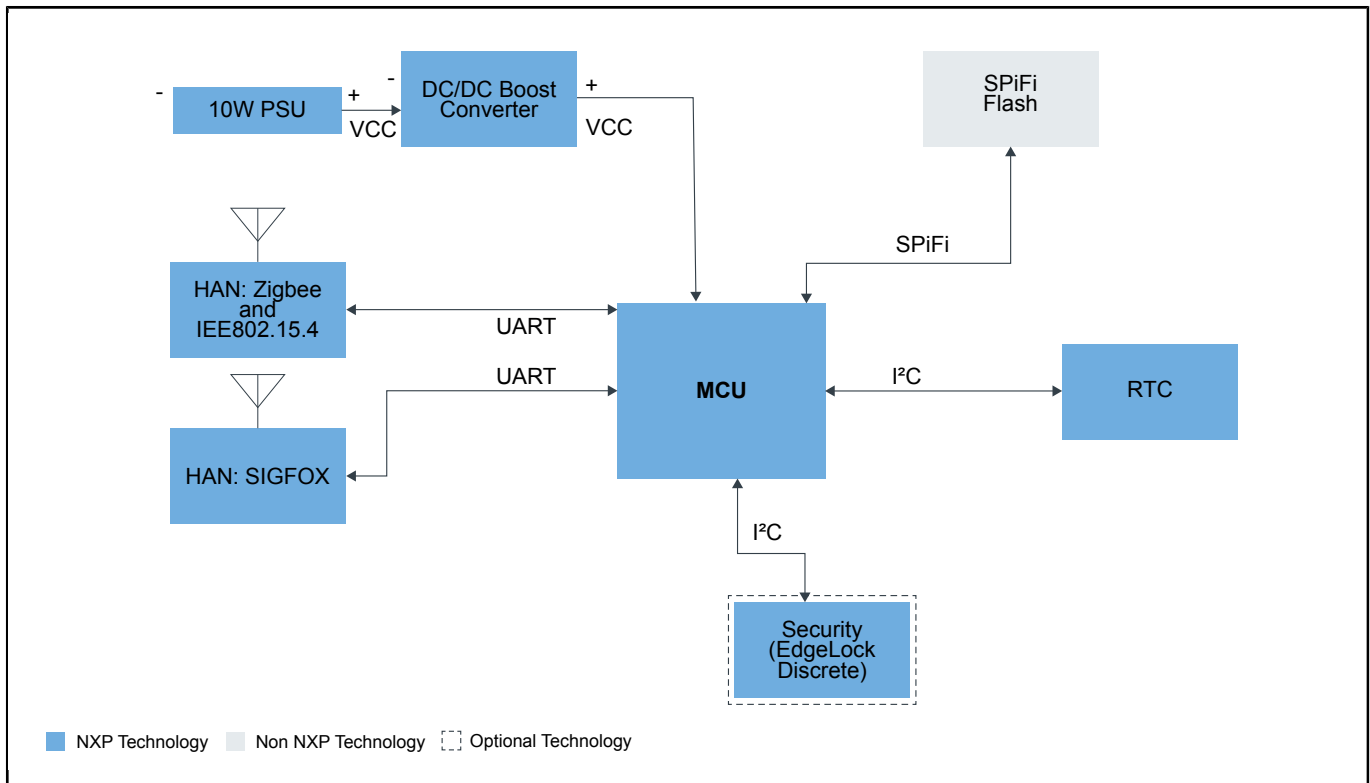 -
10W PSU
+
VCC
-
DC/DC Boost
Converter
+
VCC
SPiFi
Flash
SPiFi
HAN: Zigbee
and
IEE802.15.4
UART
UART
HAN: SIGFOX
MCU
I²C
RTC
I²C
Security
(EdgeLock
Discrete)
NXP Technology
Non NXP Technology
Optional Technology